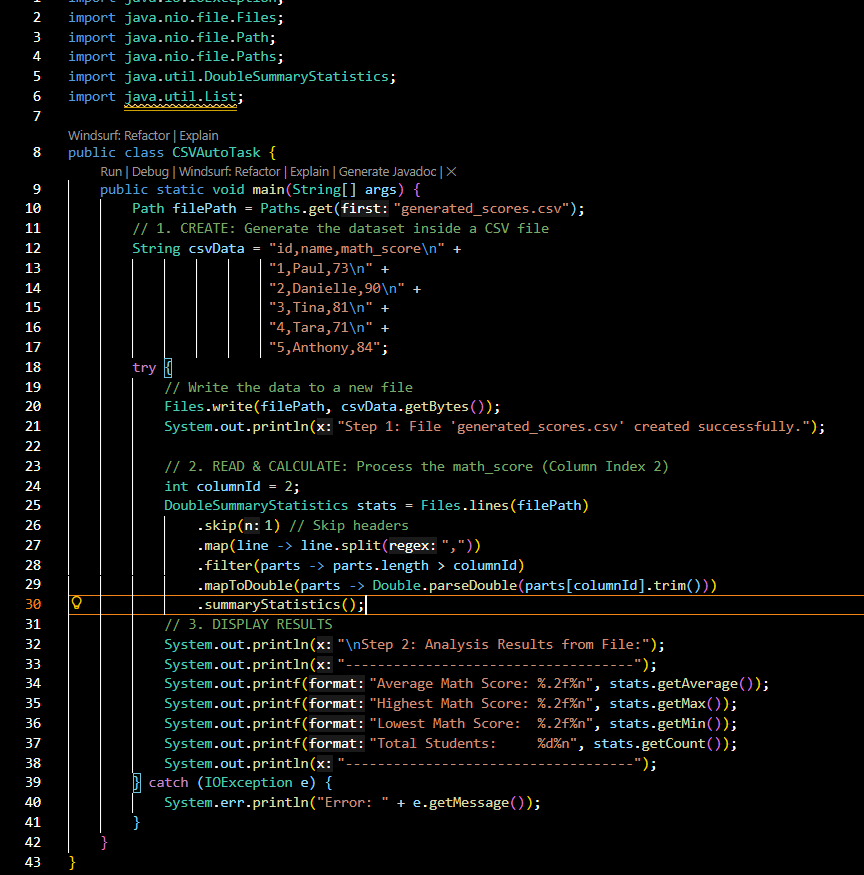 1 import java.io.IOException;
2 import java.nio.file.Files;
3 import java.nio.file.Path;
4 import java.nio.file.Paths;
5 import java.util.DoubleSummaryStatistics;
6 import java.util.List;
7
Windsurf: Refactor | Explain
8 public class CSVAutoTask {
Run | Debug | Windsurf: Refactor | Explain | Generate Javadoc | ×
9 public static void main(String[] args) {
10 Path filePath = Paths.get(first: "generated_scores.csv");
11 // 1. CREATE: Generate the dataset inside a CSV file
12 String csvData = "id,name,math_score\n" +
13 "1,Paul,73\n" +
14 "2,Danielle,90\n" +
15 "3,Tina,81\n" +
16 "4,Tara,71\n" +
17 "5,Anthony,84";
18 try {
19 // Write the data to a new file
20 Files.write(filePath, csvData.getBytes());
21 System.out.println(x: "Step 1: File 'generated_scores.csv' created successfully.");
22
23 // 2. READ & CALCULATE: Process the math_score (Column Index 2)
24 int columnId = 2;
25 DoubleSummaryStatistics stats = Files.lines(filePath)
26 .skip(n: 1) // Skip headers
27 .map(line -> line.split(regex: ","))
28 .filter(parts -> parts.length > columnId)
29 .mapToDouble(parts -> Double.parseDouble(parts[columnId].trim()))
30 .summaryStatistics();
31 // 3. DISPLAY RESULTS
32 System.out.println(x: "\nStep 2: Analysis Results from File:");
33 System.out.println(x: "------------------------------------");
34 System.out.printf(format: "Average Math Score: %.2f%n", stats.getAverage());
35 System.out.printf(format: "Highest Math Score: %.2f%n", stats.getMax());
36 System.out.printf(format: "Lowest Math Score:  %.2f%n", stats.getMin());
37 System.out.printf(format: "Total Students:     %d%n", stats.getCount());
38 System.out.println(x: "------------------------------------");
39 } catch (IOException e) {
40 System.err.println("Error: " + e.getMessage());
41 }
42 }
43 }